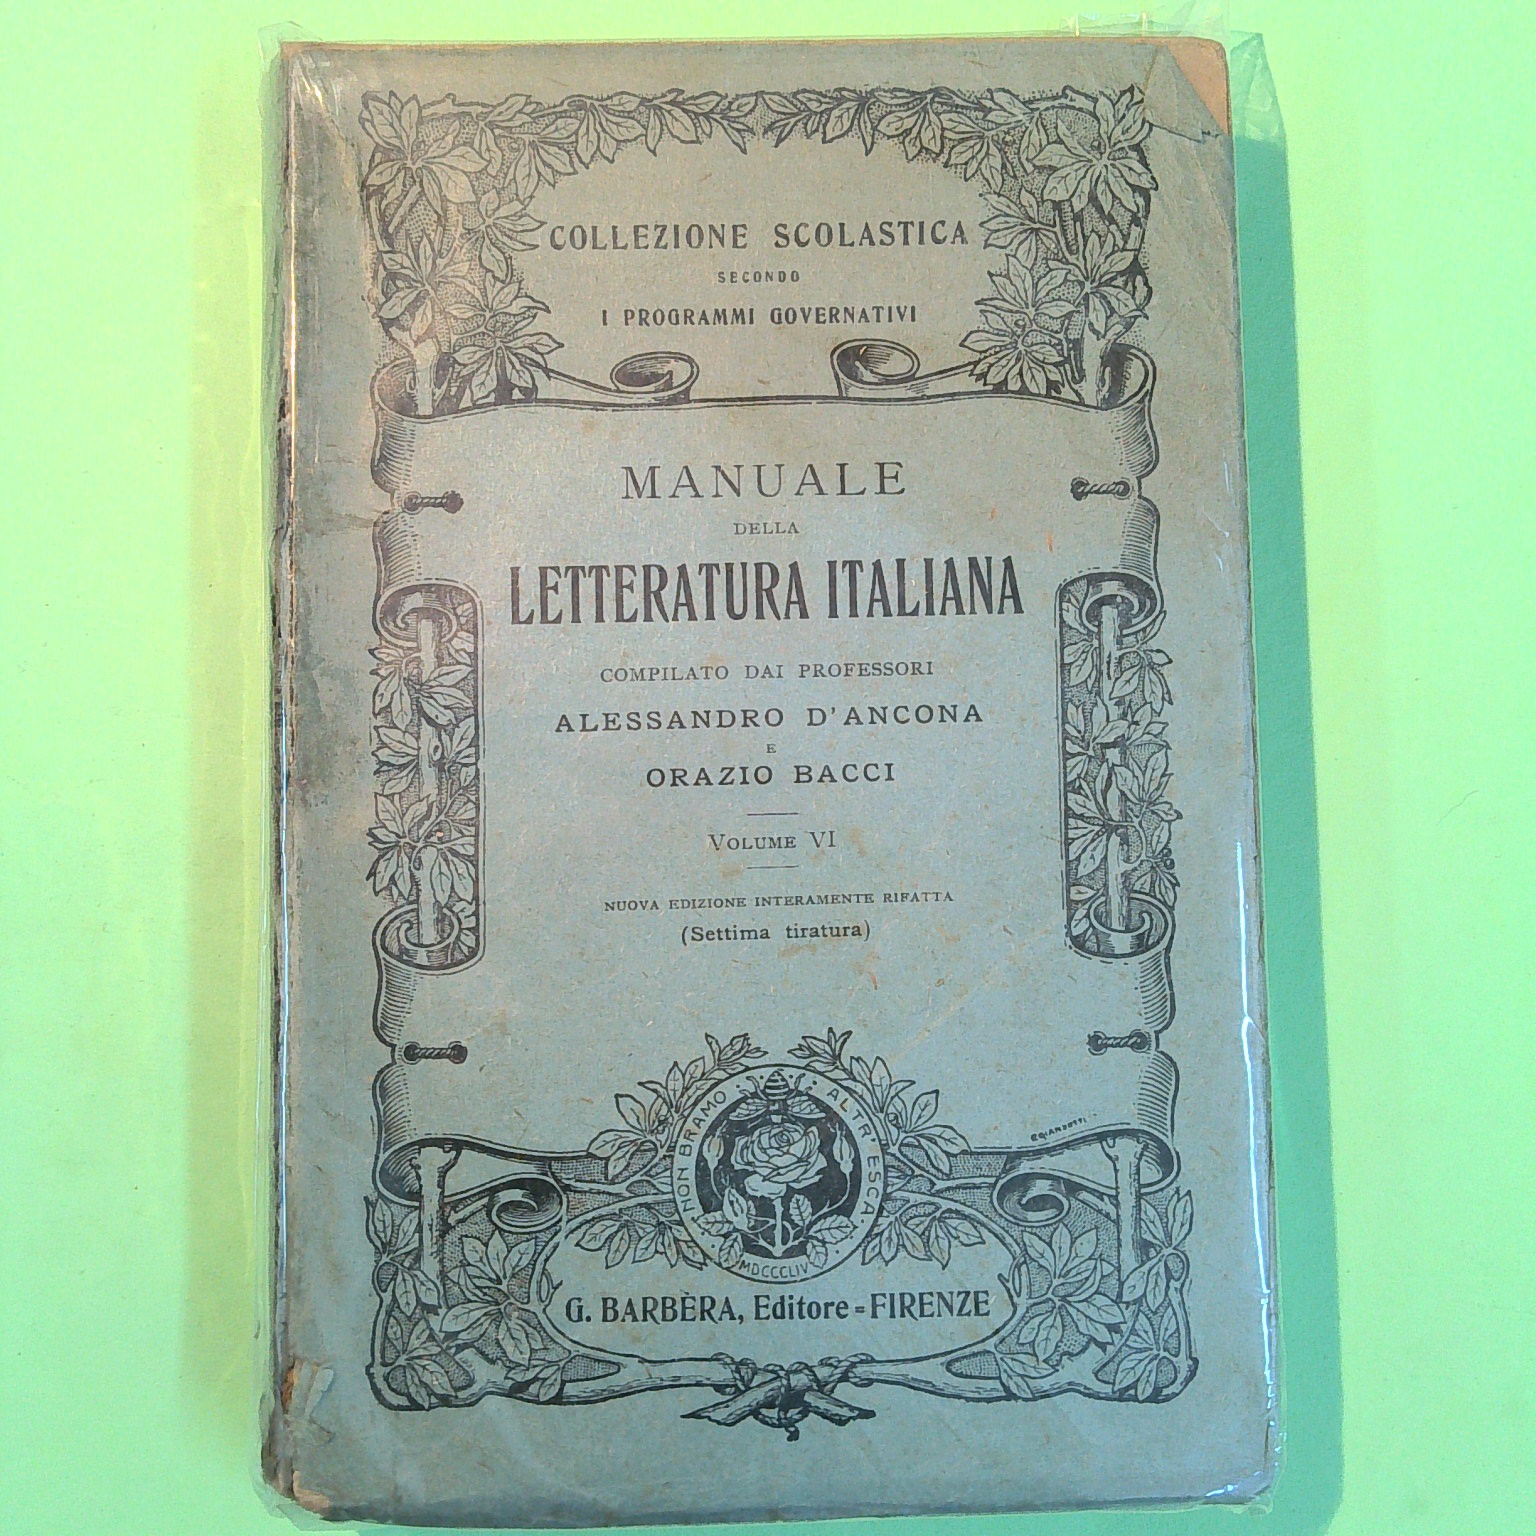 COLLEZIONE SCOLASTICA
SECONDO
I PROGRAMMI GOVERNATIVI
MANUALE
DELLA
LETTERATURA ITALIANA
COMPILATO DAI PROFESSORI
ALESSANDRO D'ANCONA
E
ORAZIO BACCI
VOLUME VI
NUOVA EDIZIONE INTERAMENTE RIFATTA
(Settima tiratura)
NON BRAMO ALTR' ESCA
MDCCCLIV
G. BARBÈRA, Editore = FIRENZE